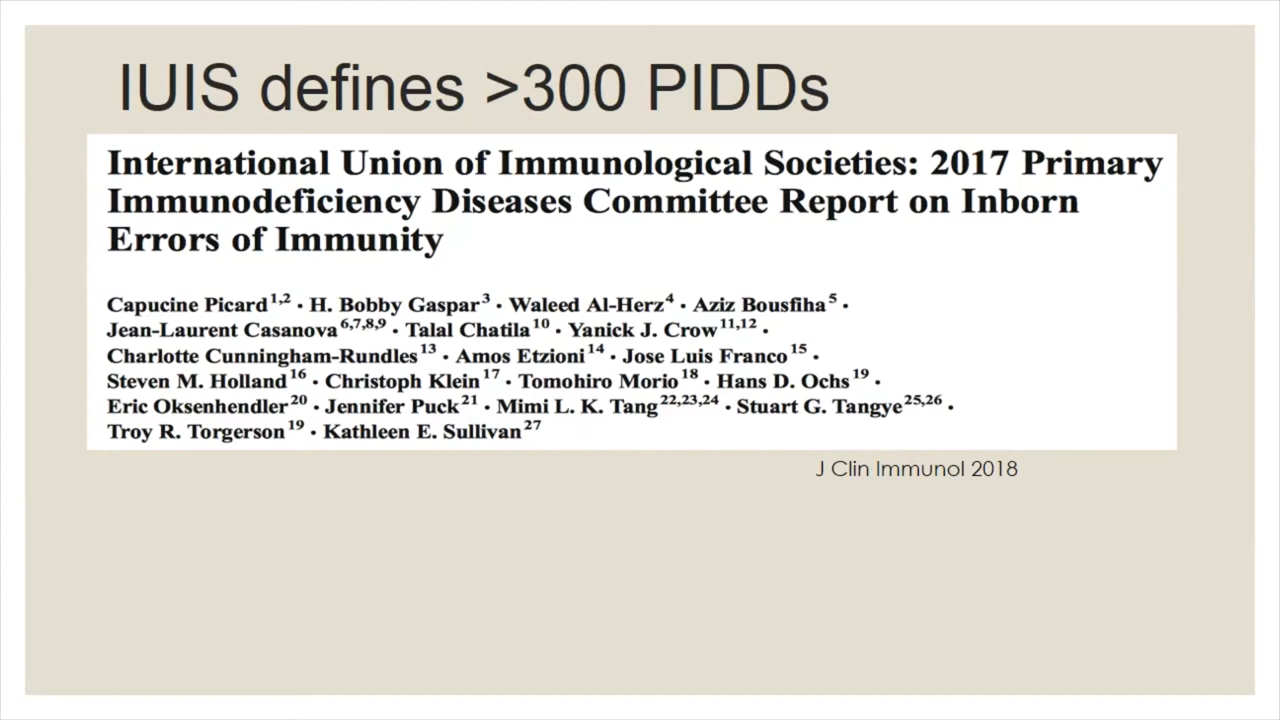 IUIS defines >300 PIDDs
International Union of Immunological Societies: 2017 Primary
Immunodeficiency Diseases Committee Report on Inborn
Errors of Immunity
Capucine Picard1,2 · H. Bobby Gaspar3 · Waleed Al-Herz4 · Aziz Bousfiha5 ·
Jean-Laurent Casanova6,7,8,9 · Talal Chatila10 · Yanick J. Crow11,12 ·
Charlotte Cunningham-Rundles13 · Amos Etzioni14 · Jose Luis Franco15 ·
Steven M. Holland16 · Christoph Klein17 · Tomohiro Morio18 · Hans D. Ochs19 ·
Eric Oksenhendler20 · Jennifer Puck21 · Mimi L. K. Tang22,23,24 · Stuart G. Tangye25,26 ·
Troy R. Torgerson19 · Kathleen E. Sullivan27
J Clin Immunol 2018